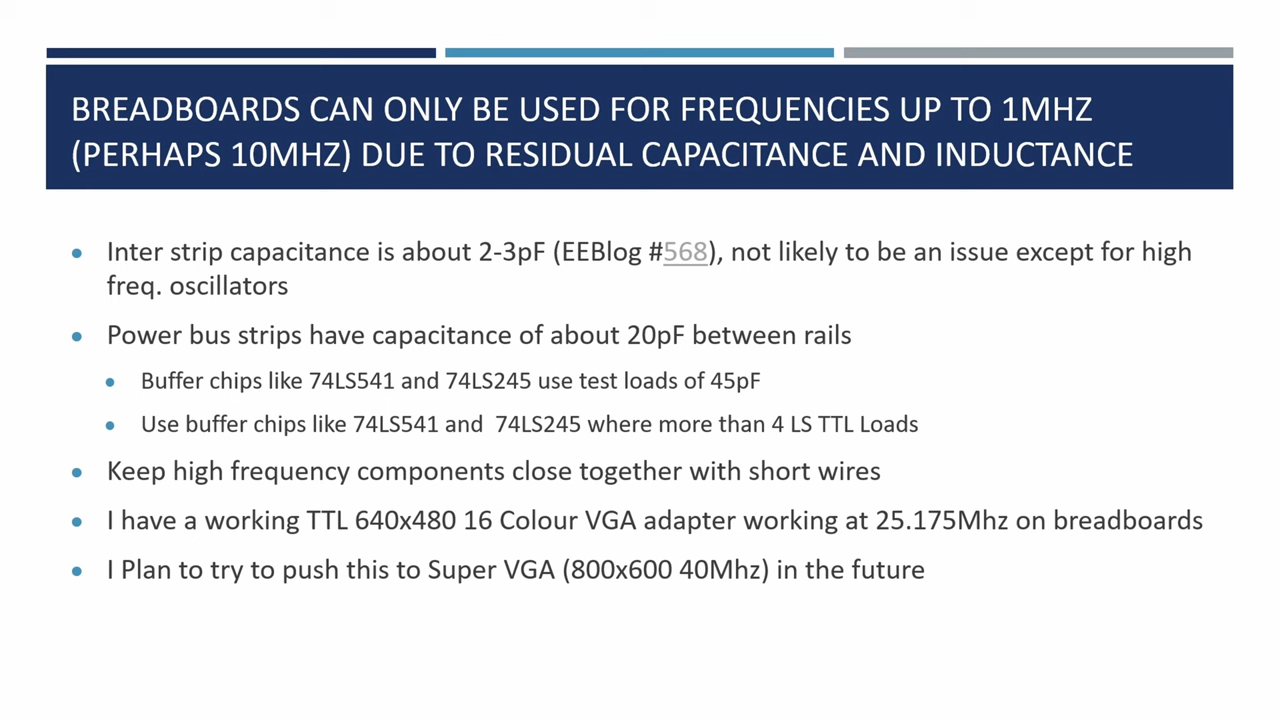 BREADBOARDS CAN ONLY BE USED FOR FREQUENCIES UP TO 1MHZ
(PERHAPS 10MHZ) DUE TO RESIDUAL CAPACITANCE AND INDUCTANCE
• Inter strip capacitance is about 2-3pF (EEBlog #568), not likely to be an issue except for high
freq. oscillators
• Power bus strips have capacitance of about 20pF between rails
• Buffer chips like 74LS541 and 74LS245 use test loads of 45pF
• Use buffer chips like 74LS541 and  74LS245 where more than 4 LS TTL Loads
• Keep high frequency components close together with short wires
• I have a working TTL 640x480 16 Colour VGA adapter working at 25.175Mhz on breadboards
• I Plan to try to push this to Super VGA (800x600 40Mhz) in the future